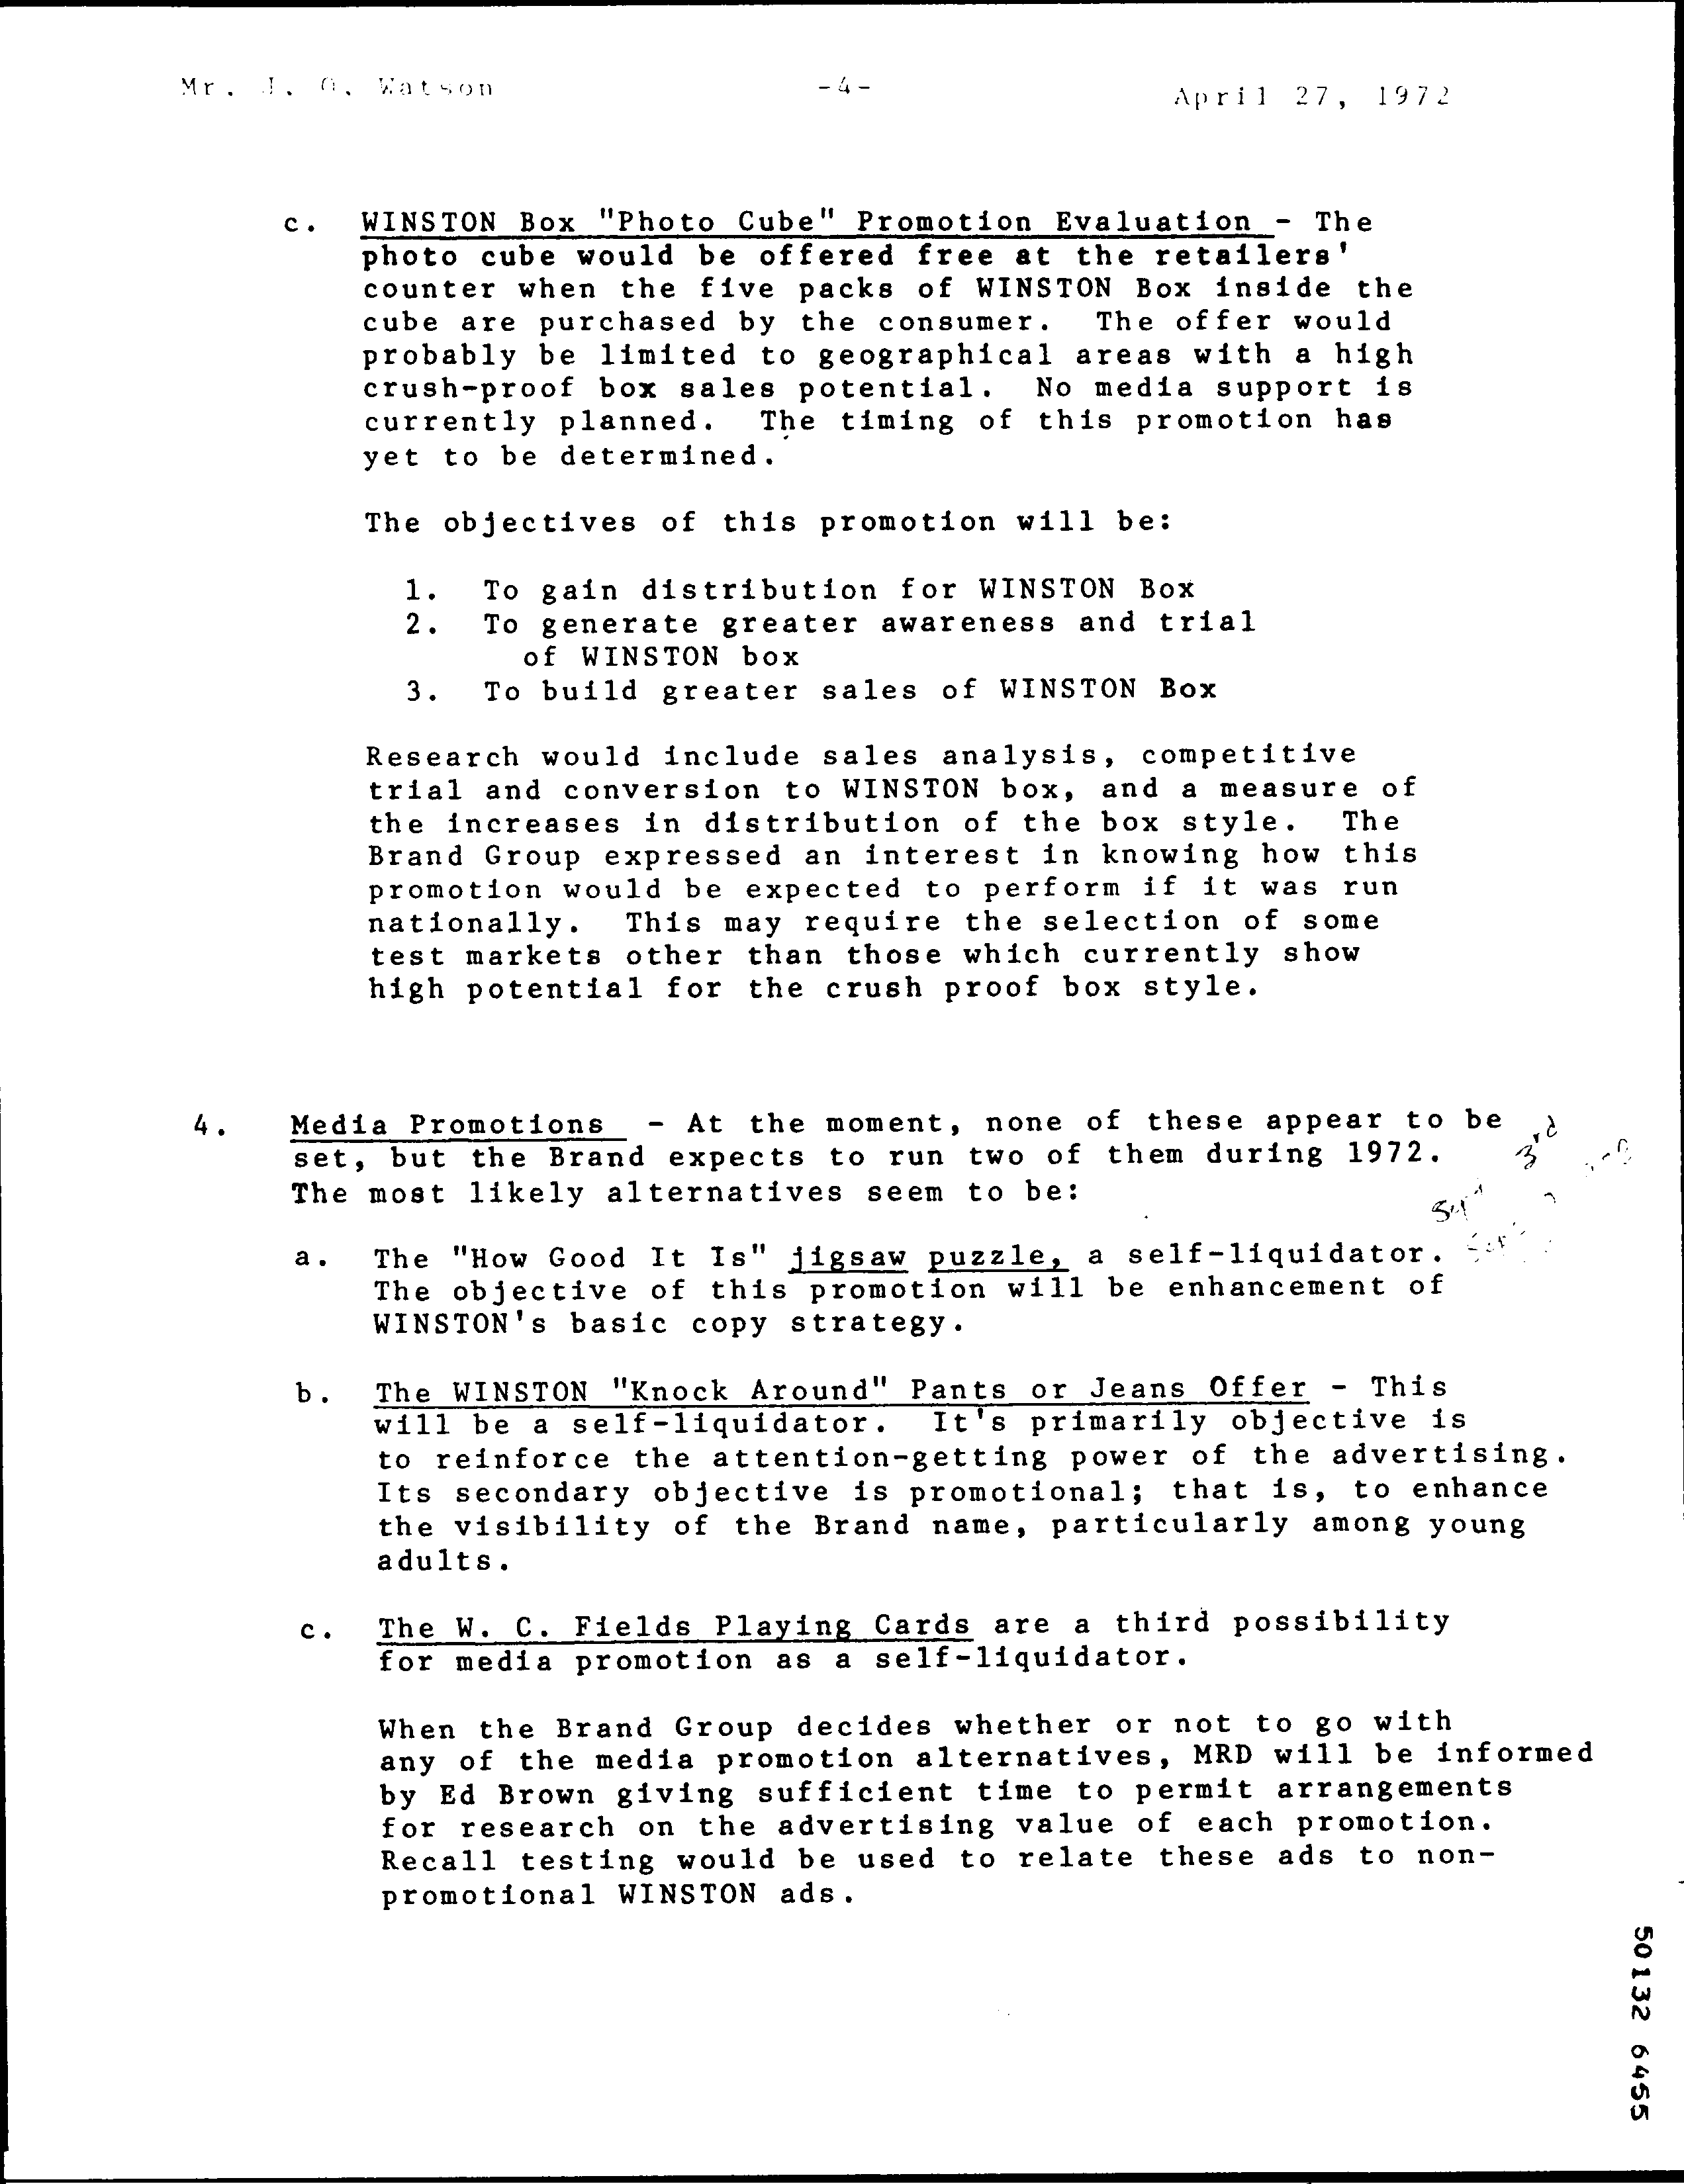 Mr. J. O. Watson
-4-
April 27, 1972
c. WINSTON Box "Photo Cube" Promotion Evaluation - The
photo cube would be offered free at the retailers'
counter when the five packs of WINSTON Box inside the
cube are purchased by the consumer. The offer would
probably be limited to geographical areas with a high
crush-proof box sales potential. No media support is
currently planned. The timing of this promotion has
yet to be determined.
The objectives of this promotion will be:
1. To gain distribution for WINSTON Box
2. To generate greater awareness and trial
of WINSTON box
3. To build greater sales of WINSTON Box
Research would include sales analysis, competitive
trial and conversion to WINSTON box, and a measure of
the increases in distribution of the box style. The
Brand Group expressed an interest in knowing how this
promotion would be expected to perform if it was run
nationally. This may require the selection of some
test markets other than those which currently show
high potential for the crush proof box style.
4. Media Promotions - At the moment, none of these appear to be
set, but the Brand expects to run two of them during 1972.
The most likely alternatives seem to be:
a. The "How Good It Is" jigsaw puzzle, a self-liquidator.
The objective of this promotion will be enhancement of
WINSTON's basic copy strategy.
b. The WINSTON "Knock Around" Pants or Jeans Offer - This
will be a self-liquidator. It's primarily objective is
to reinforce the attention-getting power of the advertising.
Its secondary objective is promotional; that is, to enhance
the visibility of the Brand name, particularly among young
adults.
c. The W. C. Fields Playing Cards are a third possibility
for media promotion as a self-liquidator.
When the Brand Group decides whether or not to go with
any of the media promotion alternatives, MRD will be informed
by Ed Brown giving sufficient time to permit arrangements
for research on the advertising value of each promotion.
Recall testing would be used to relate these ads to non-
promotional WINSTON ads.
50132 6455